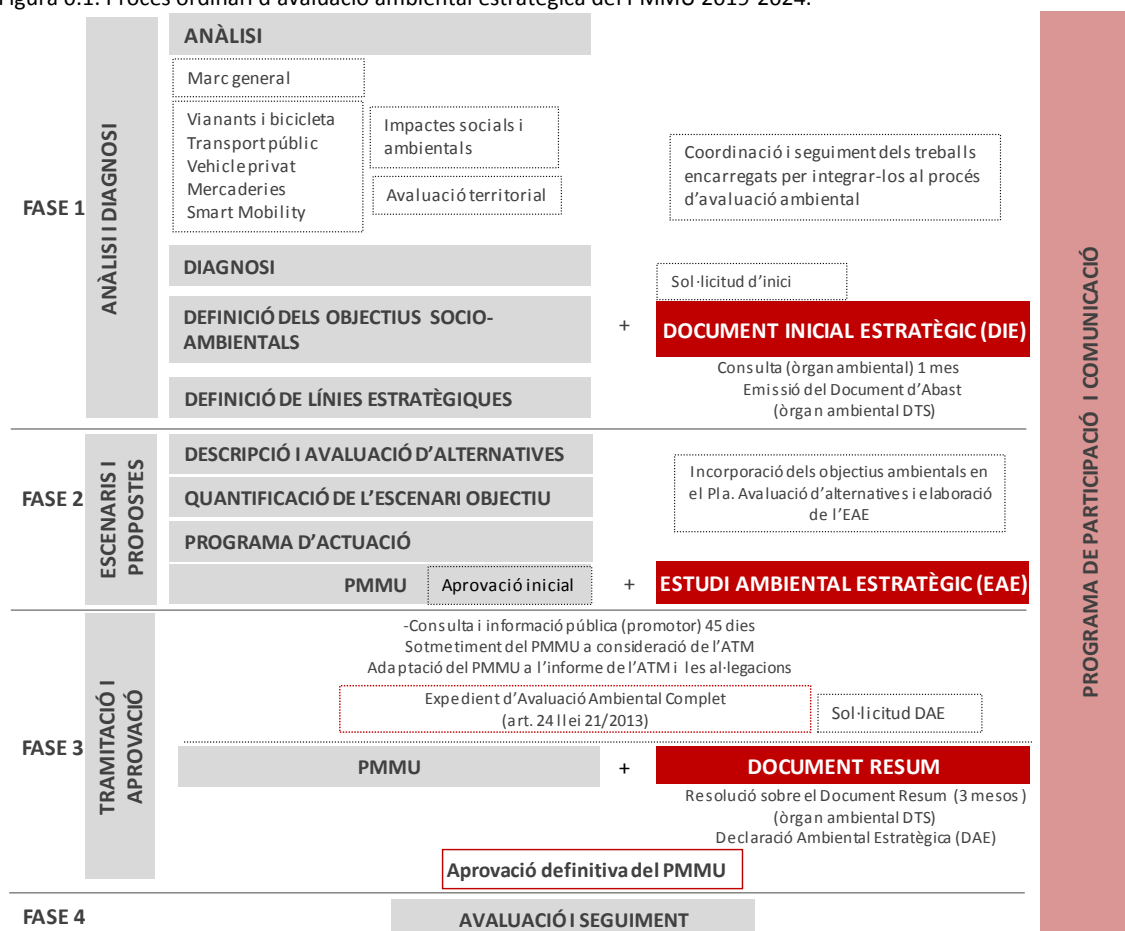 Figura 6.1. Procés ordinari d'avaluació ambiental estratègica del PMMU 2019-2024.
FASE 1
ANÀLISI I DIAGNOSI
ANÀLISI
Marc general
Vianants i bicicleta
Transport públic
Vehicle privat
Mercaderies
Smart Mobility
Impactes socials i
ambientals
Avaluació territorial
Coordinació i seguiment dels treballs
encarregats per integrar-los al procés
d'avaluació ambiental
DIAGNOSI
DEFINICIÓ DELS OBJECTIUS SOCIO-
AMBIENTALS
DEFINICIÓ DE LÍNIES ESTRATÈGIQUES
+
Sol·licitud d'inici
DOCUMENT INICIAL ESTRATÈGIC (DIE)
Consulta (òrgan ambiental) 1 mes
Emissió del Document d'Abast
(òrgan ambiental DTS)
FASE 2
ESCENARIS I
PROPOSTES
DESCRIPCIÓ I AVALUACIÓ D'ALTERNATIVES
QUANTIFICACIÓ DE L'ESCENARI OBJECTIU
PROGRAMA D'ACTUACIÓ
PMMU
Aprovació inicial
+
Incorporació dels objectius ambientals en
el Pla. Avaluació d'alternatives i elaboració
de l'EAE
ESTUDI AMBIENTAL ESTRATÈGIC (EAE)
FASE 3
TRAMITACIÓ I
APROVACIÓ
-Consulta i informació pública (promotor) 45 dies
Sotmetiment del PMMU a consideració de l'ATM
Adaptació del PMMU a l'informe de l'ATM i les al·legacions
Expedient d'Avaluació Ambiental Complet
(art. 24 llei 21/2013)
Sol·licitud DAE
PMMU
+
DOCUMENT RESUM
Resolució sobre el Document Resum (3 mesos)
(òrgan ambiental DTS)
Declaració Ambiental Estratègica (DAE)
Aprovació definitiva del PMMU
FASE 4
AVALUACIÓ I SEGUIMENT
PROGRAMA DE PARTICIPACIÓ I COMUNICACIÓ